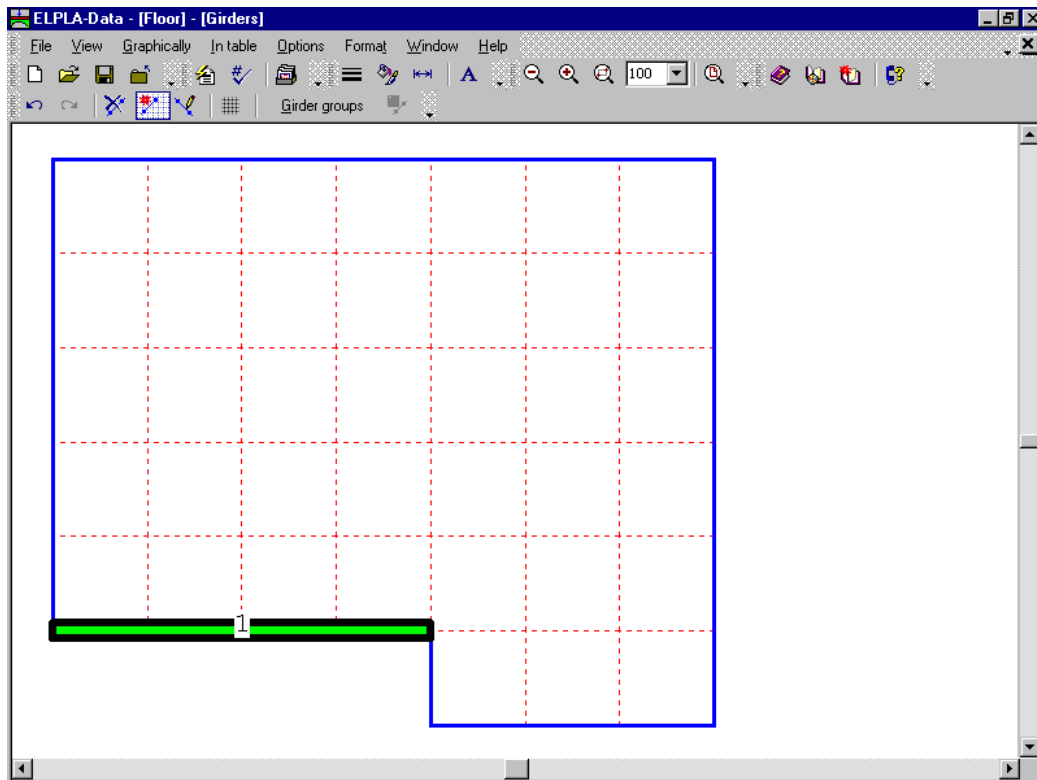 ELPLA-Data - [Floor] - [Girders]
File View Graphically In table Options Format Window Help
A 100
Girder groups
1